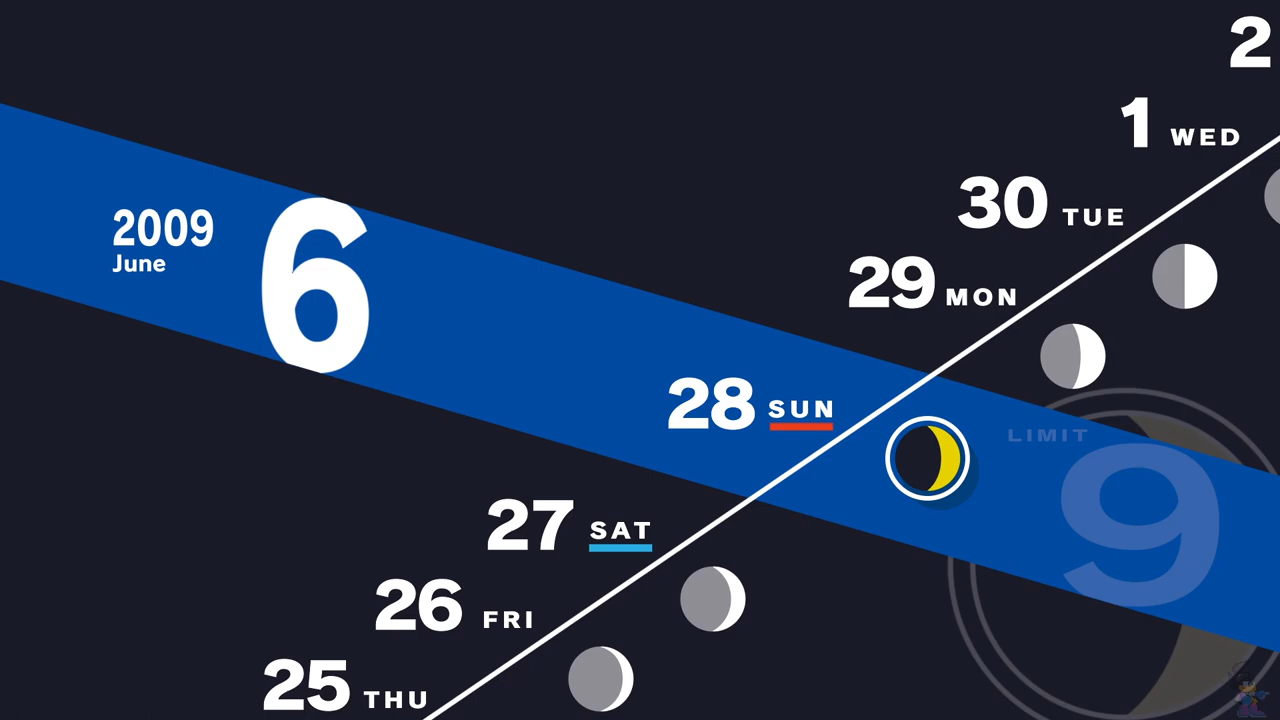 2
1 WED
30 TUE
2009
June
6
29 MON
28 SUN
LIMIT
9
27 SAT
26 FRI
25 THU